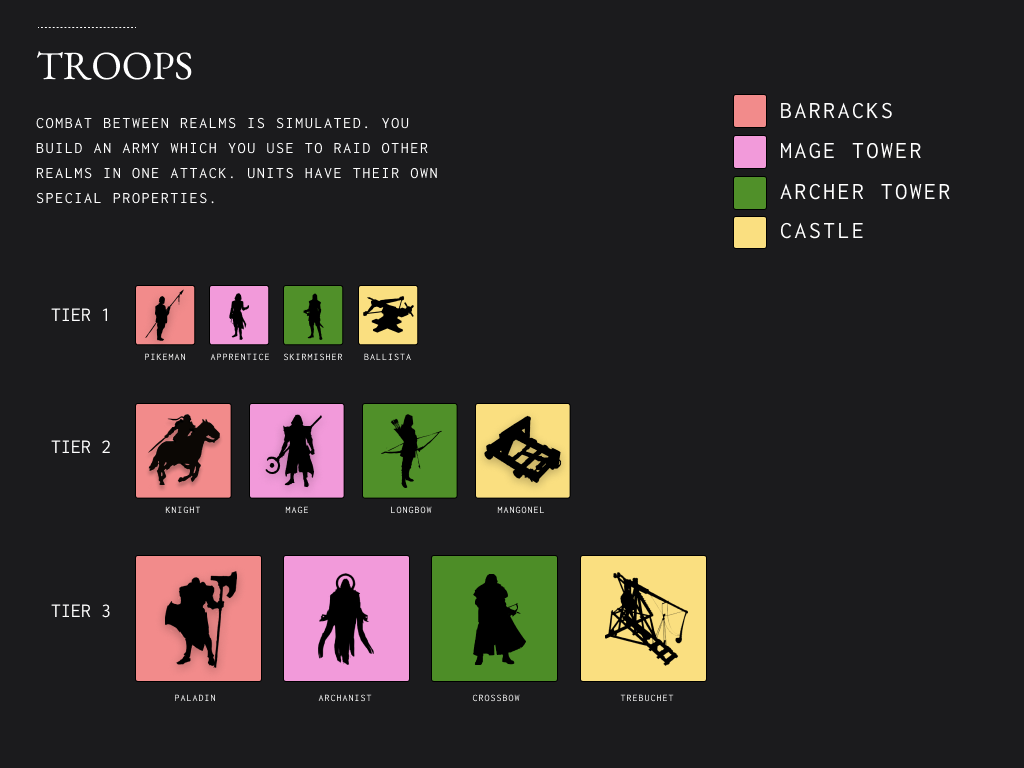 TROOPS
COMBAT BETWEEN REALMS IS SIMULATED. YOU
BUILD AN ARMY WHICH YOU USE TO RAID OTHER
REALMS IN ONE ATTACK. UNITS HAVE THEIR OWN
SPECIAL PROPERTIES.
BARRACKS
MAGE TOWER
ARCHER TOWER
CASTLE
TIER 1
PIKEMAN APPRENTICE SKIRMISHER BALLISTA
TIER 2
KNIGHT MAGE LONGBOW MANGONEL
TIER 3
PALADIN ARCHANIST CROSSBOW TREBUCHET